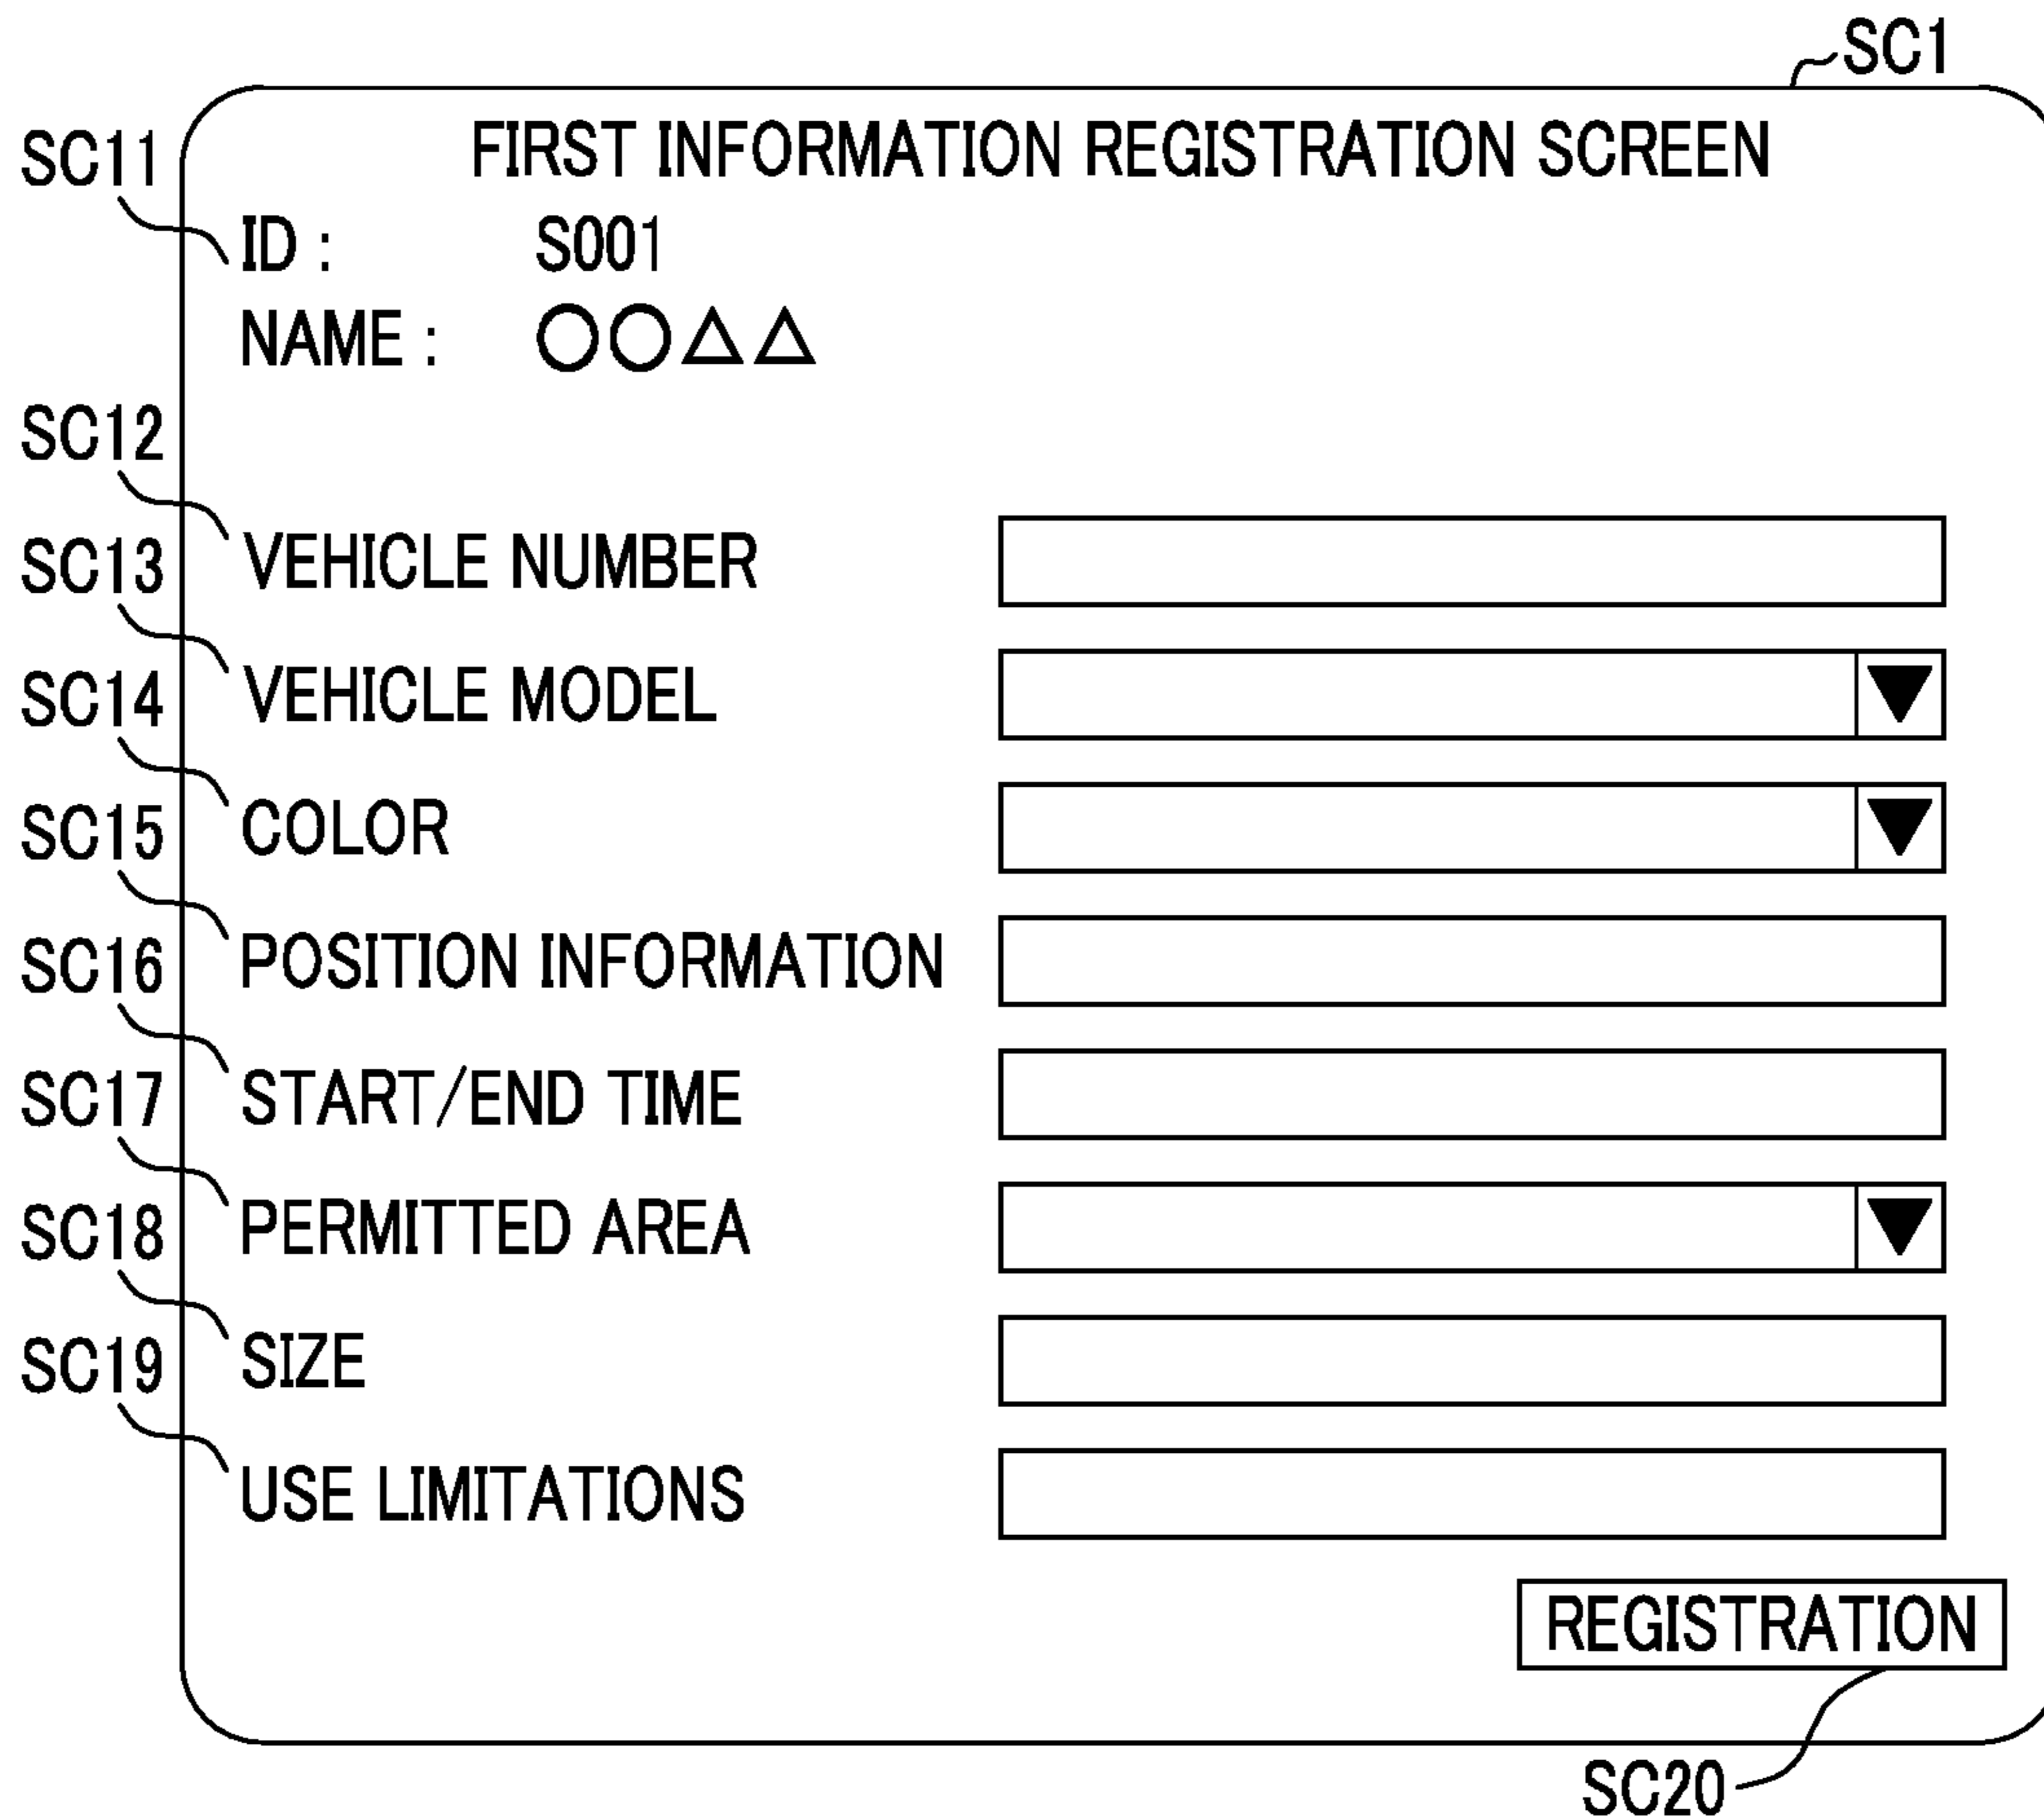 SC1
FIRST INFORMATION REGISTRATION SCREEN
SC11
ID : S001
NAME : ○○△△
SC12
VEHICLE NUMBER
SC13
VEHICLE MODEL
SC14
COLOR
SC15
POSITION INFORMATION
SC16
START/END TIME
SC17
PERMITTED AREA
SC18
SIZE
SC19
USE LIMITATIONS
REGISTRATION
SC20